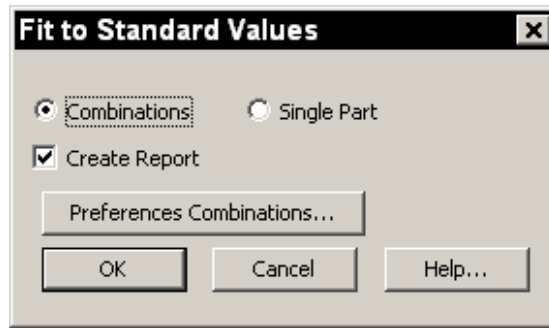 Fit to Standard Values
Combinations Single Part
Create Report
Preferences Combinations...
OK Cancel Help...